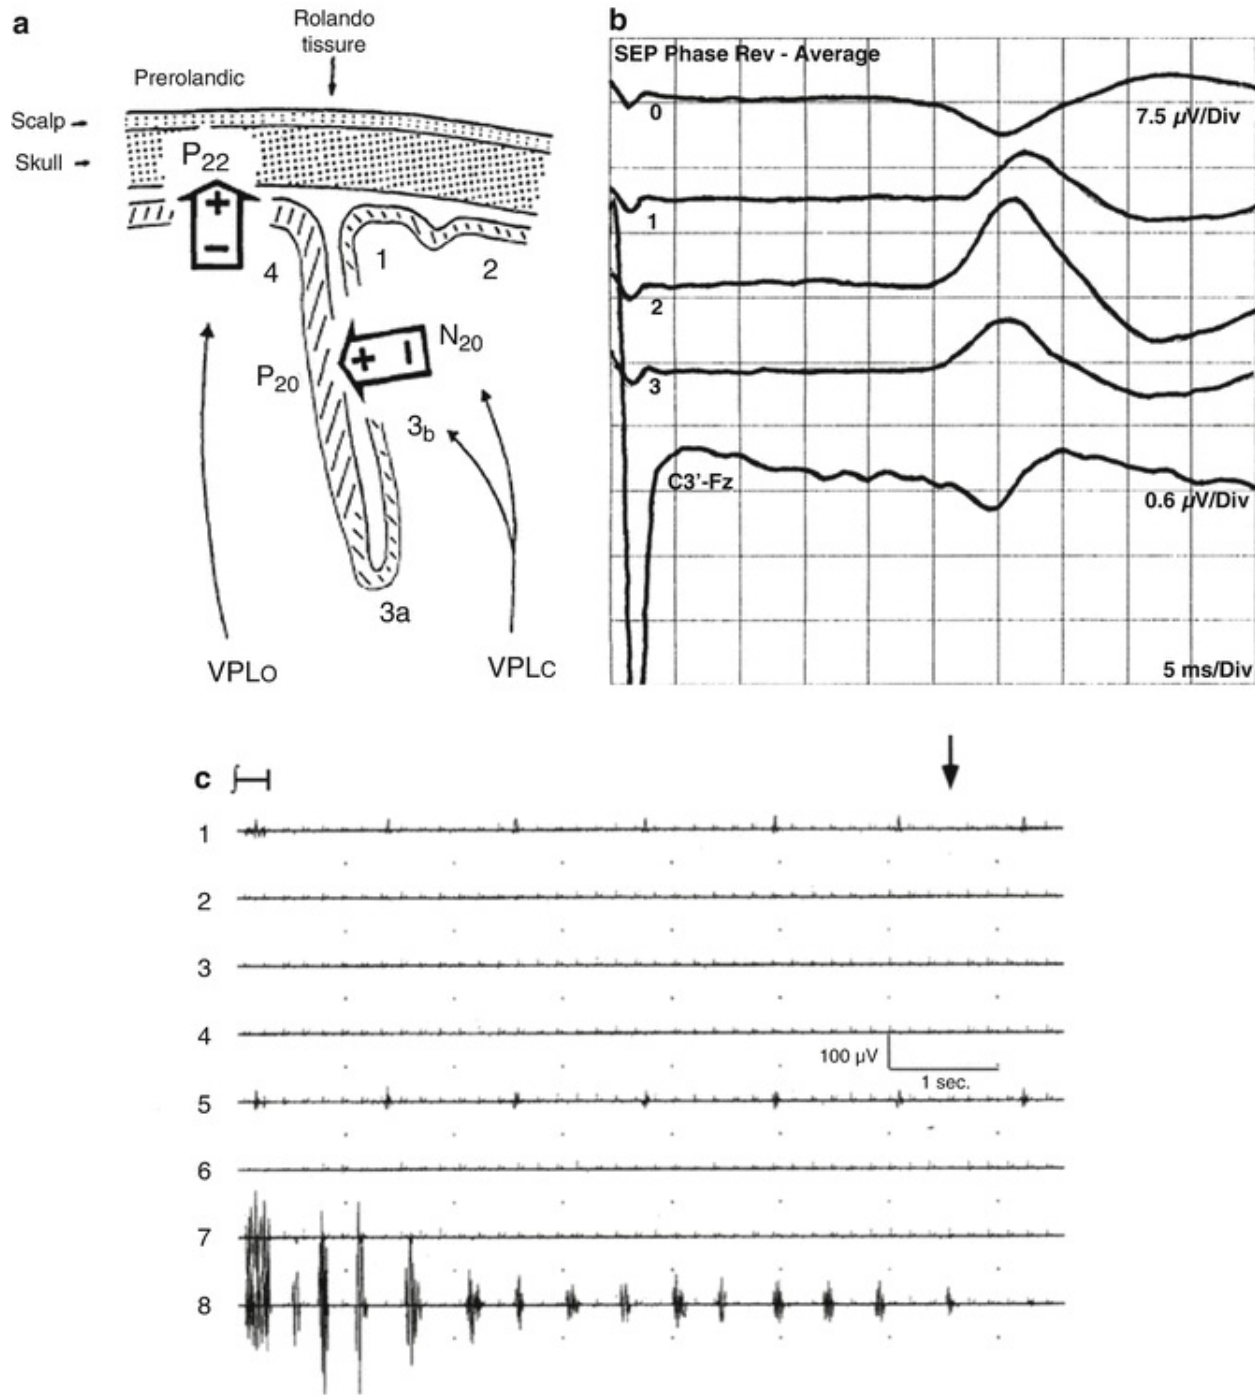 a
Rolando
tissure
Prerolandic
Scalp
Skull
P22
+
−
4
1
2
+ −
N20
P20
3b
3a
VPLO
VPLC
b
SEP Phase Rev - Average
0
7.5 µV/Div
1
2
3
C3'-Fz
0.6 µV/Div
5 ms/Div
c
1
2
3
4
100 µV
1 sec.
5
6
7
8